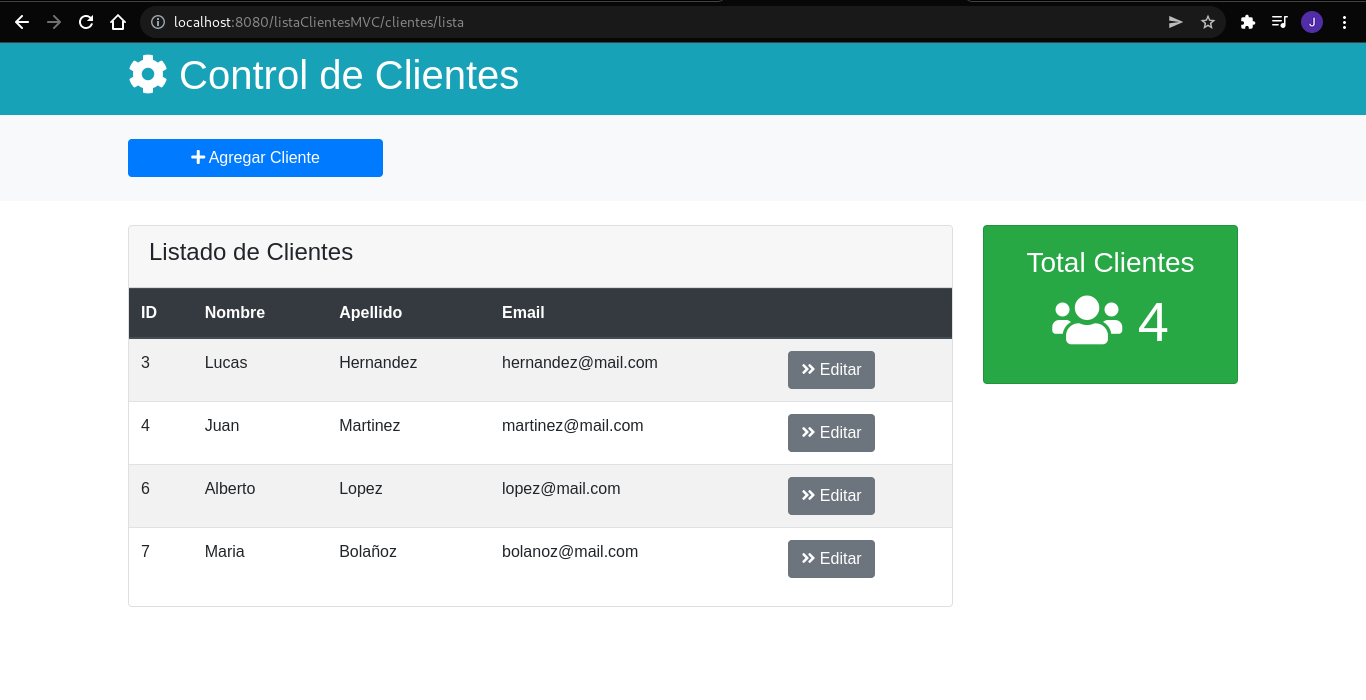 localhost:8080/listaClientesMVC/clientes/lista
J
Control de Clientes
Agregar Cliente
Listado de Clientes
ID Nombre Apellido Email
3 Lucas Hernandez hernandez@mail.com Editar
4 Juan Martinez martinez@mail.com Editar
6 Alberto Lopez lopez@mail.com Editar
7 Maria Bolañoz bolanoz@mail.com Editar
Total Clientes
4